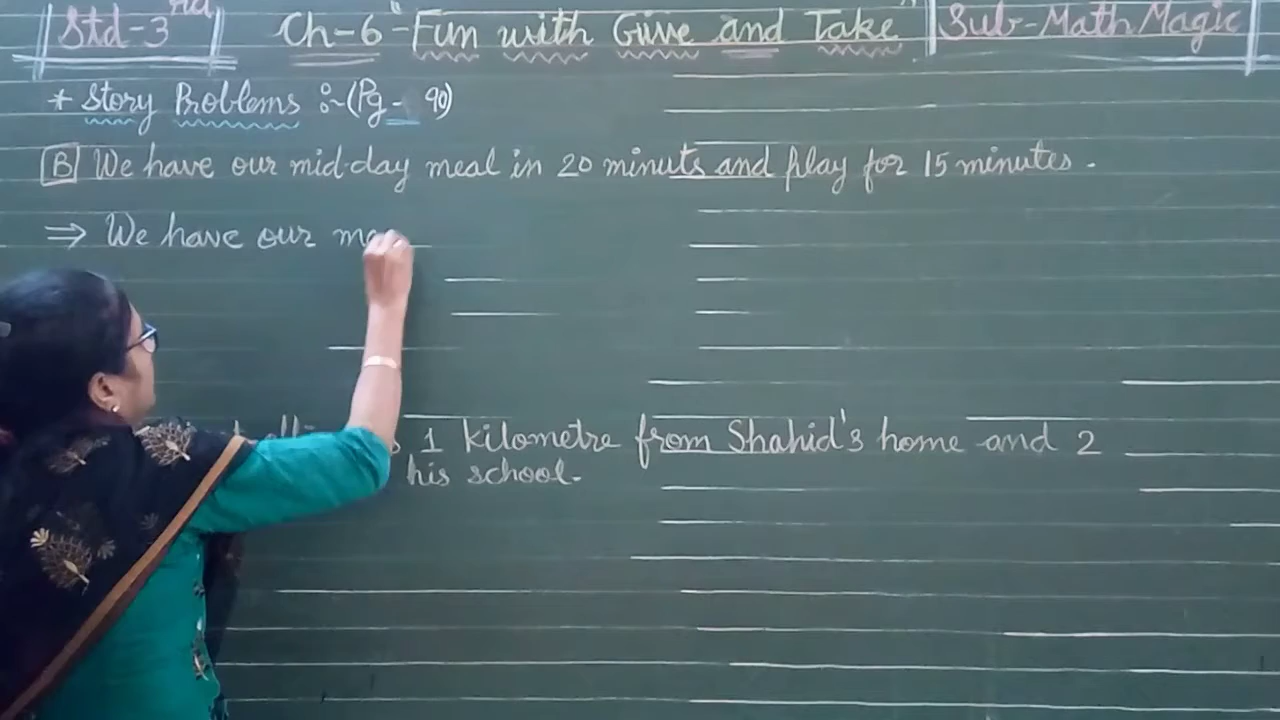 Std-3rd Ch-6 "Fun with Give and Take" Sub-Math Magic
* Story Problems :~(Pg- 90)
B We have our mid-day meal in 20 minuts and play for 15 minutes.
⇒ We have our me
1 kilometre from Shahid's home and 2
his school.